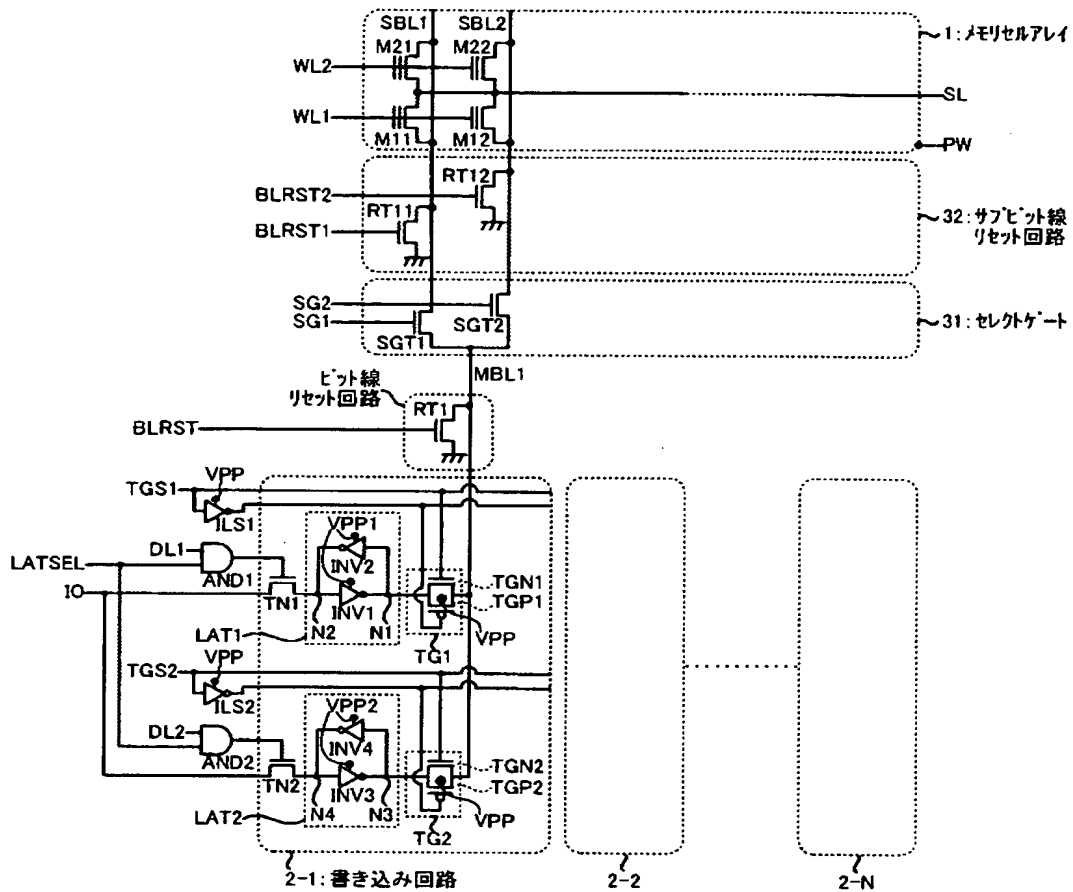 SBL1 SBL2
1:メモリセルアレイ
M21 M22
WL2
SL
WL1
M11 M12
PW
RT12
BLRST2
RT11
32:サブビット線
リセット回路
BLRST1
SG2
SG1
SGT2
SGT1
31:セレクトゲート
MBL1
ビット線
リセット回路
RT1
BLRST
VPP
TGS1
ILS1
VPP1
INV2
DL1
LATSEL
AND1
TGN1
TGP1
IO
TN1
INV1
N2 N1
VPP
LAT1
TG1
VPP
TGS2
ILS2
VPP2
INV4
DL2
AND2
TGN2
TGP2
TN2
INV3
N4 N3
VPP
LAT2
TG2
2-1:書き込み回路
2-2
2-N